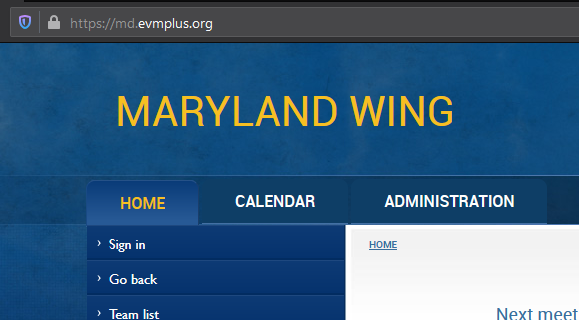 https://md.evmplus.org
MARYLAND WING
HOME CALENDAR ADMINISTRATION
› Sign in
HOME
› Go back
› Team list
Next meet